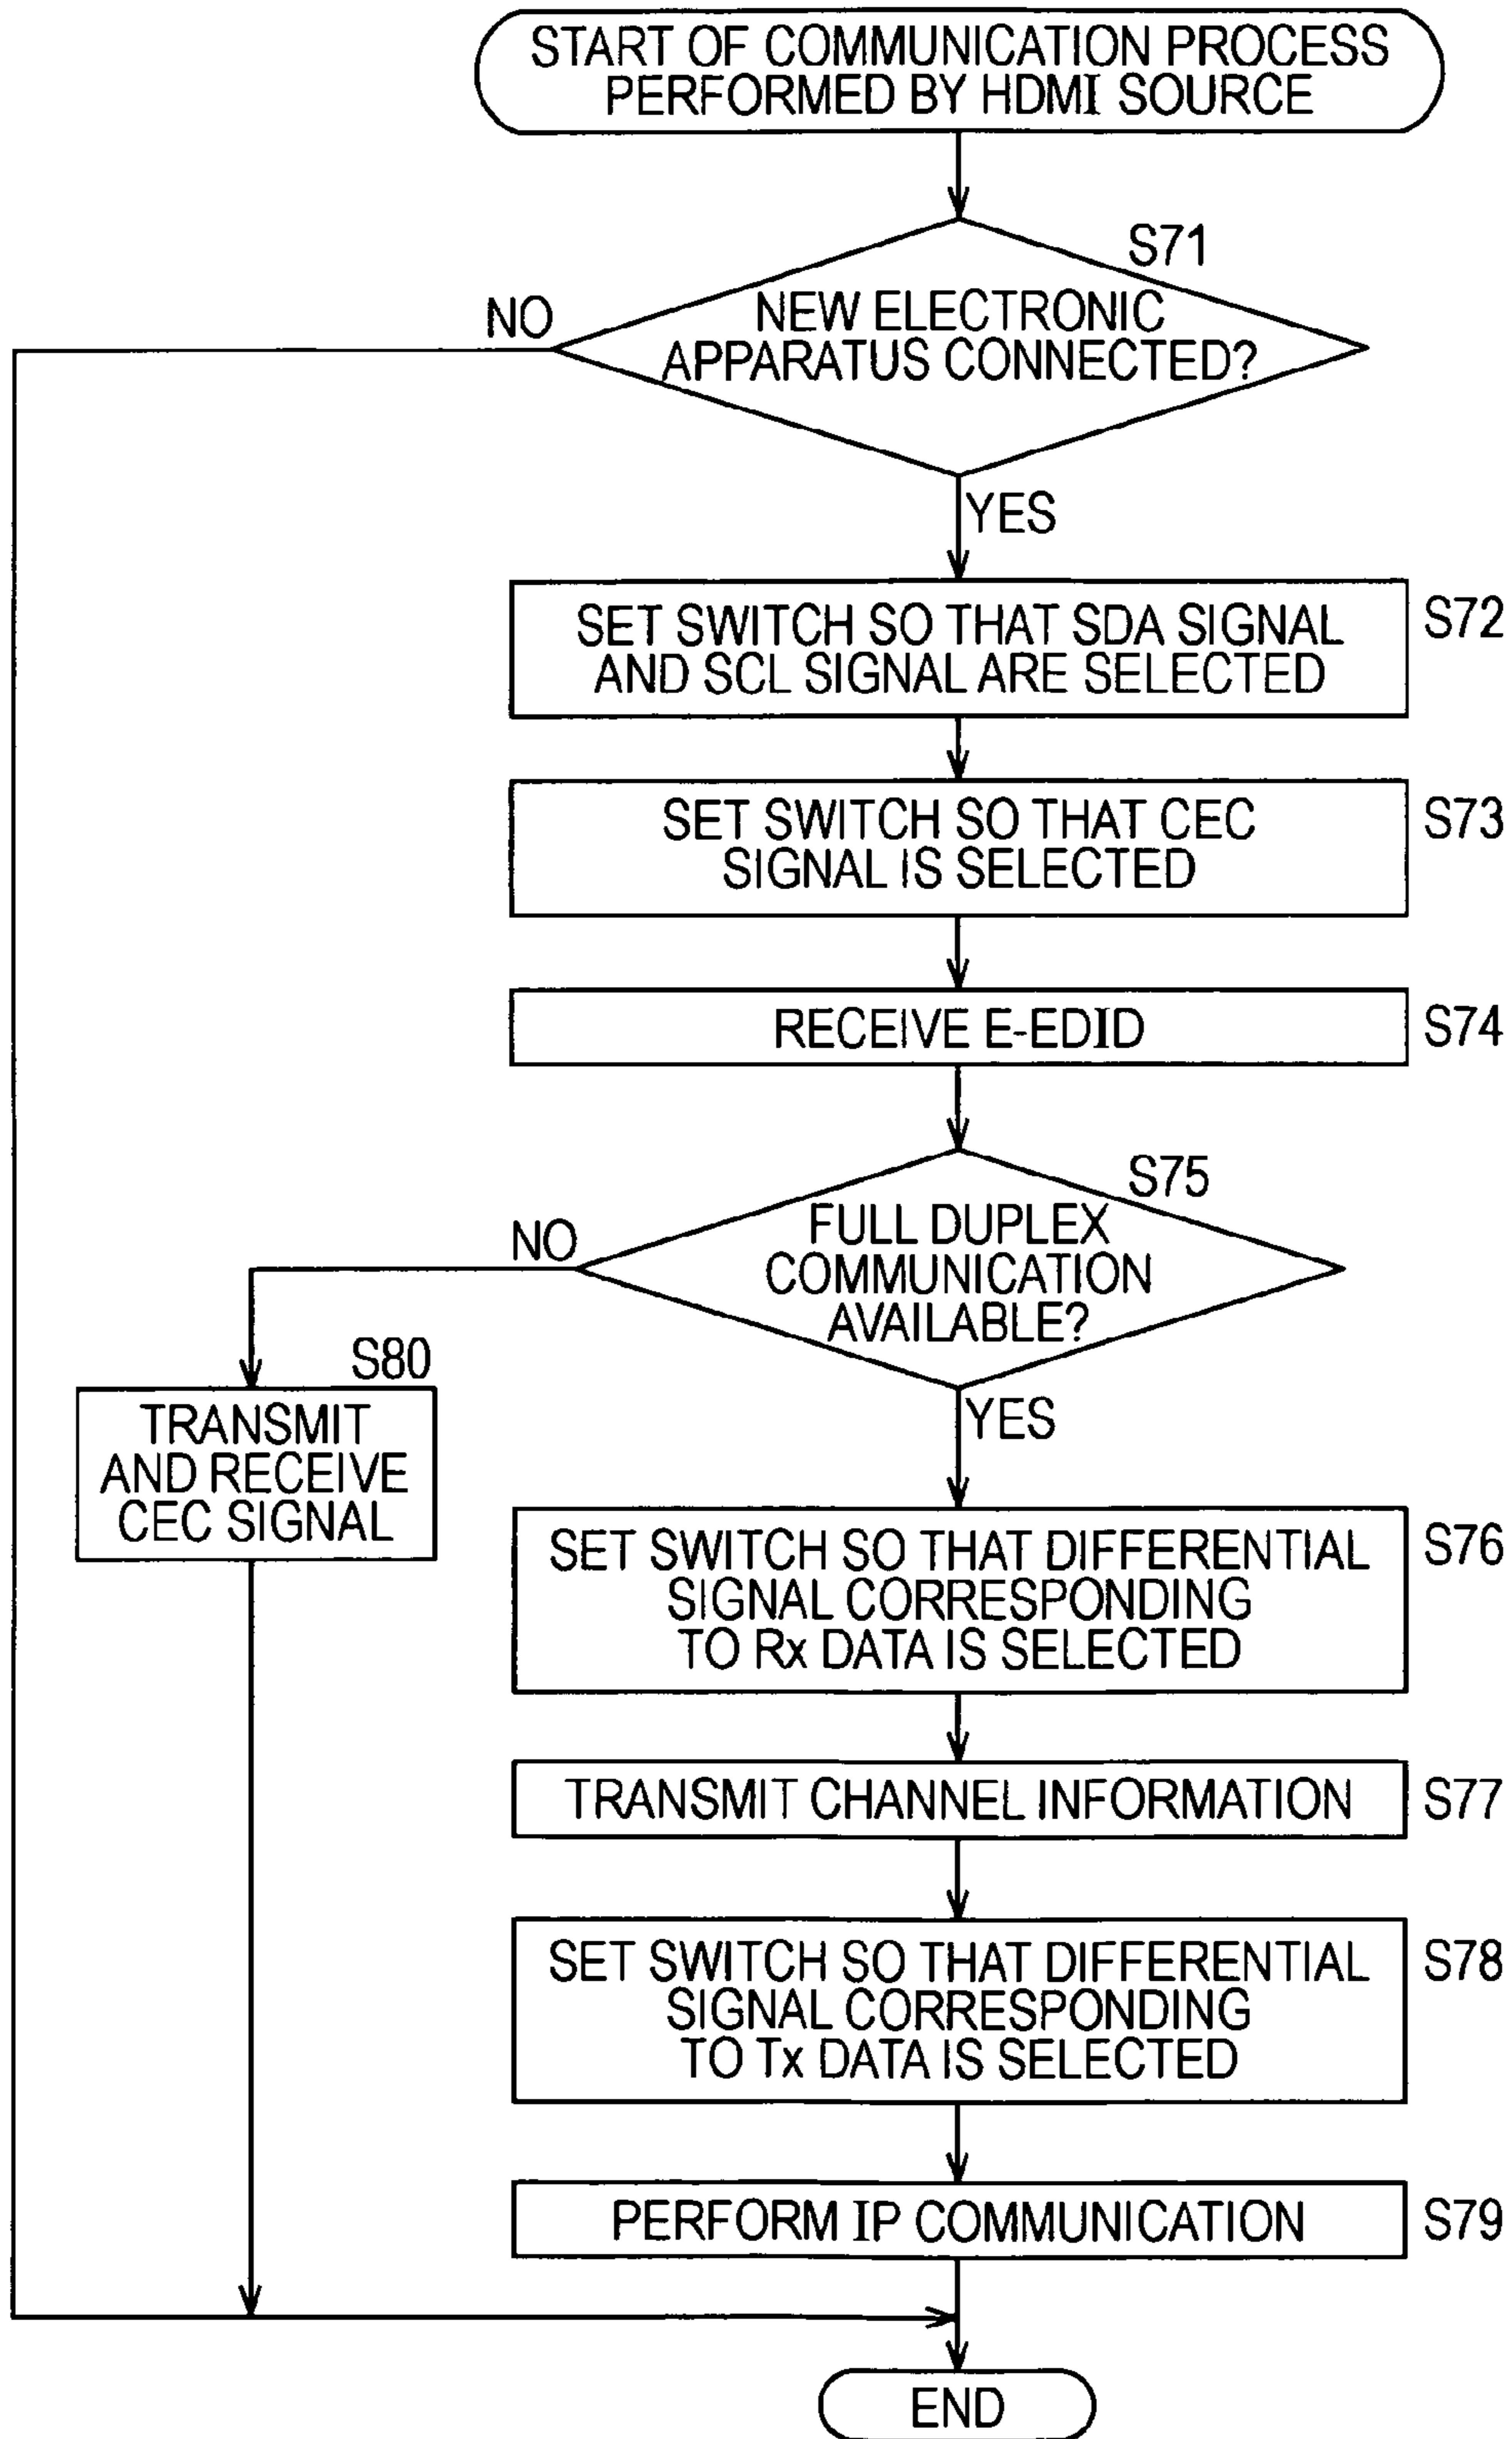 START OF COMMUNICATION PROCESS
PERFORMED BY HDMI SOURCE
S71
NO
NEW ELECTRONIC
APPARATUS CONNECTED?
YES
SET SWITCH SO THAT SDA SIGNAL
AND SCL SIGNAL ARE SELECTED
S72
SET SWITCH SO THAT CEC
SIGNAL IS SELECTED
S73
RECEIVE E-EDID
S74
S75
NO
FULL DUPLEX
COMMUNICATION
AVAILABLE?
S80
TRANSMIT
AND RECEIVE
CEC SIGNAL
YES
SET SWITCH SO THAT DIFFERENTIAL
SIGNAL CORRESPONDING
TO Rx DATA IS SELECTED
S76
TRANSMIT CHANNEL INFORMATION
S77
SET SWITCH SO THAT DIFFERENTIAL
SIGNAL CORRESPONDING
TO Tx DATA IS SELECTED
S78
PERFORM IP COMMUNICATION
S79
END